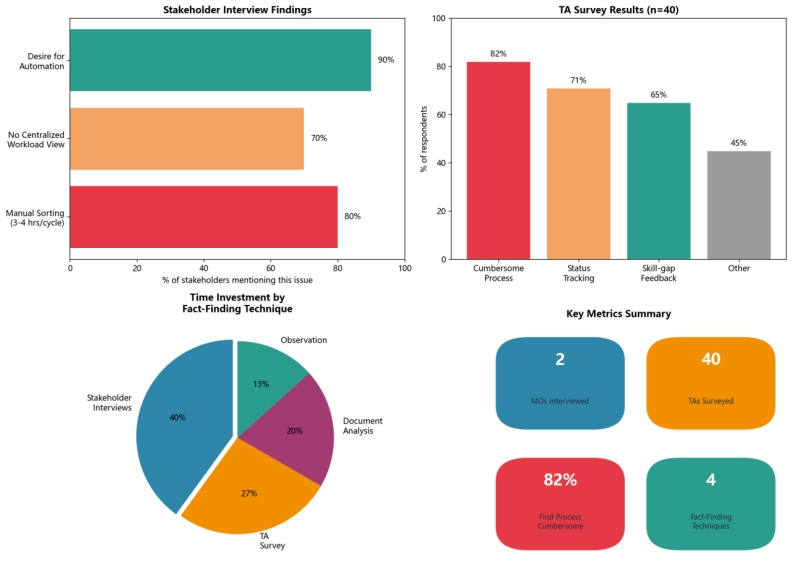 Stakeholder Interview Findings
Desire for
Automation
90%
No Centralized
Workload View
70%
Manual Sorting
(3-4 hrs/cycle)
80%
0 20 40 60 80 100
% of stakeholders mentioning this issue
TA Survey Results (n=40)
% of respondents
100
80
60
40
20
0
82%
71%
65%
45%
Cumbersome
Process
Status
Tracking
Skill-gap
Feedback
Other
Time Investment by
Fact-Finding Technique
Observation
13%
Stakeholder
Interviews
40%
Document
Analysis
20%
27%
TA
Survey
Key Metrics Summary
2
MOs Interviewed
40
TAs Surveyed
82%
Find Process
Cumbersome
4
Fact-Finding
Techniques